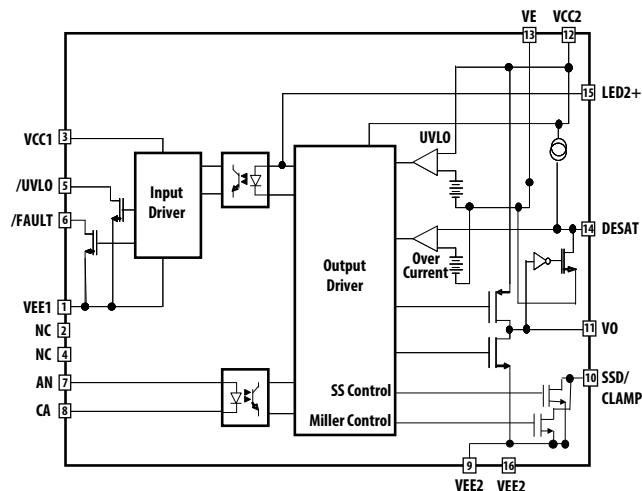 VE
VCC2
13
12
15
LED2+
VCC1
3
UVLO
/UVLO
5
Input
Driver
/FAULT
6
14
DESAT
Over
Current
Output
Driver
VEE1
1
NC
2
11
VO
NC
4
AN
7
10
SSD/
CLAMP
SS Control
CA
8
Miller Control
9
16
VEE2
VEE2